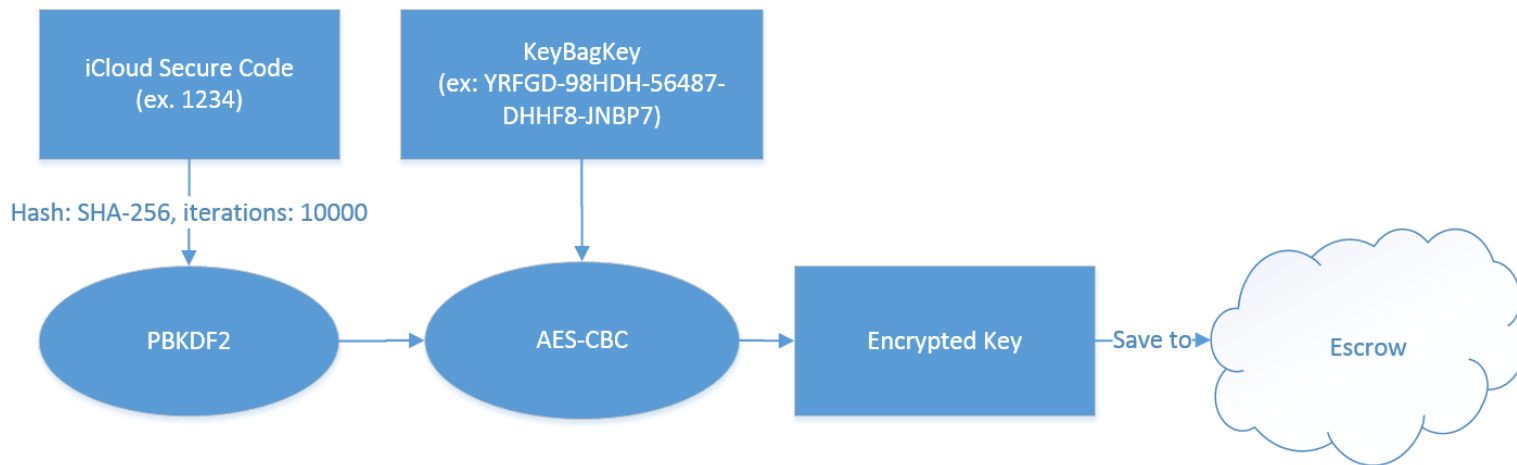 iCloud Secure Code
(ex. 1234)
KeyBagKey
(ex: YRFGD-98HDH-56487-
DHHF8-JNBP7)
Hash: SHA-256, iterations: 10000
PBKDF2
AES-CBC
Encrypted Key
Save to
Escrow